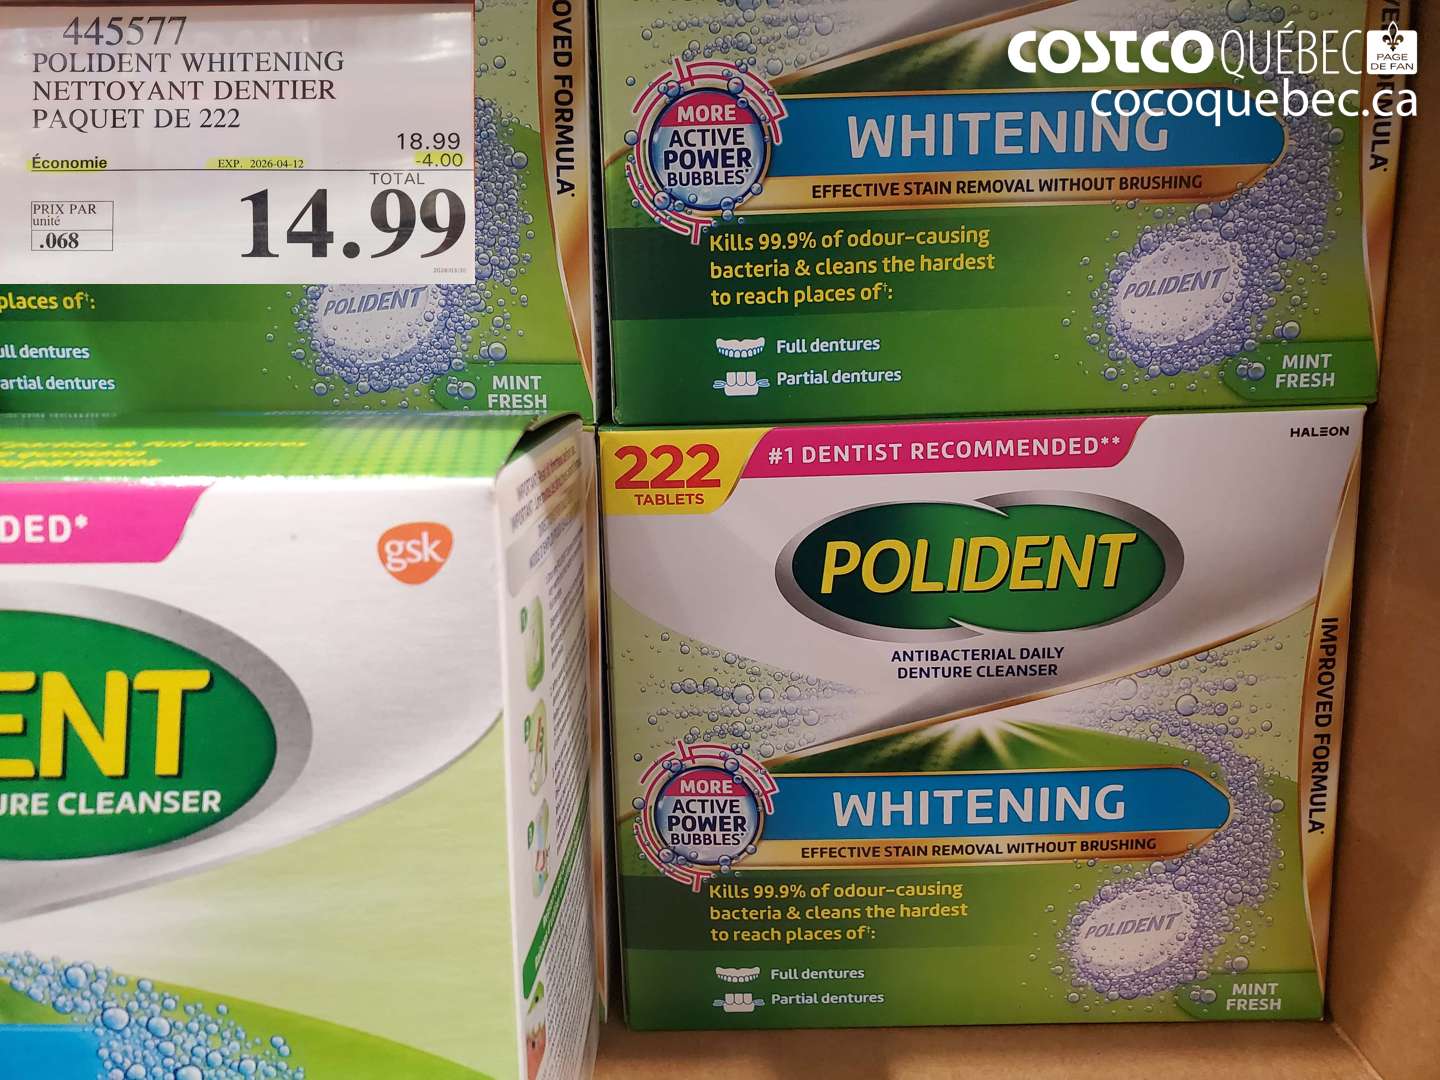 445577
POLIDENT WHITENING
NETTOYANT DENTIER
PAQUET DE 222
18.99
Économie
EXP. 2026-04-12
-4.00
TOTAL
14.99
PRIX PAR
unité
.068
COSTCO QUÉBEC
PAGE
DE FAN
cocoquebec.ca
OVED FORMULA*
places of†:
ull dentures
artial dentures
POLIDENT
MINT
FRESH
MORE
ACTIVE
POWER
BUBBLES*
WHITENING
EFFECTIVE STAIN REMOVAL WITHOUT BRUSHING
Kills 99.9% of odour-causing
bacteria & cleans the hardest
to reach places of†:
Full dentures
Partial dentures
POLIDENT
MINT
FRESH
FORMULA*
& full dentures
DED*
gsk
ENT
URE CLEANSER
222
TABLETS
#1 DENTIST RECOMMENDED**
HALEON
POLIDENT
ANTIBACTERIAL DAILY
DENTURE CLEANSER
IMPROVED FORMULA*
MORE
ACTIVE
POWER
BUBBLES*
WHITENING
EFFECTIVE STAIN REMOVAL WITHOUT BRUSHING
Kills 99.9% of odour-causing
bacteria & cleans the hardest
to reach places of†:
Full dentures
Partial dentures
POLIDENT
MINT
FRESH